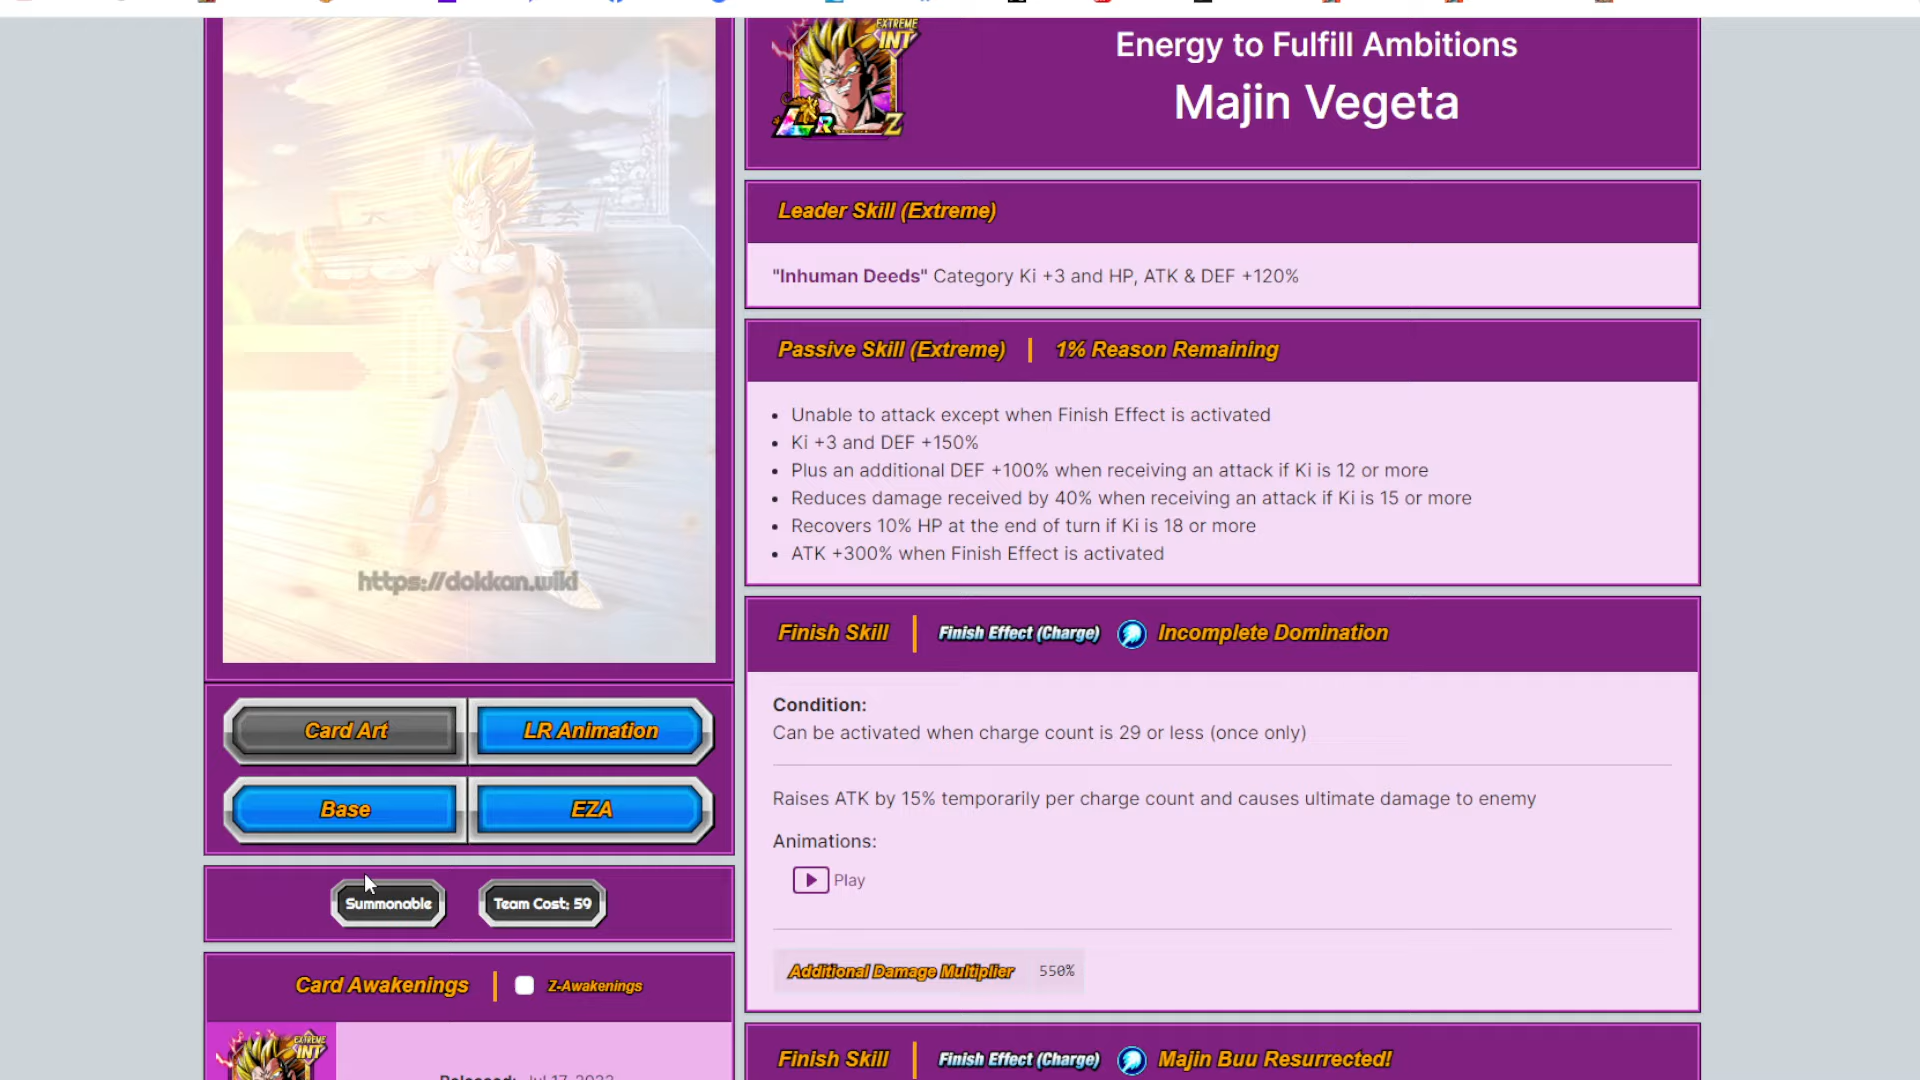 EXTREME
INT
LR
Z
Energy to Fulfill Ambitions
Majin Vegeta
Leader Skill (Extreme)
"Inhuman Deeds" Category Ki +3 and HP, ATK & DEF +120%
Passive Skill (Extreme) | 1% Reason Remaining
• Unable to attack except when Finish Effect is activated
• Ki +3 and DEF +150%
• Plus an additional DEF +100% when receiving an attack if Ki is 12 or more
• Reduces damage received by 40% when receiving an attack if Ki is 15 or more
• Recovers 10% HP at the end of turn if Ki is 18 or more
• ATK +300% when Finish Effect is activated
https://dokkan.wiki
Finish Skill | Finish Effect (Charge) Incomplete Domination
Condition:
Can be activated when charge count is 29 or less (once only)
Raises ATK by 15% temporarily per charge count and causes ultimate damage to enemy
Animations:
Play
Additional Damage Multiplier 550%
Card Art
LR Animation
Base
EZA
Summonable
Team Cost: 59
Card Awakenings | Z-Awakenings
EXTREME
INT
Finish Skill | Finish Effect (Charge) Majin Buu Resurrected!